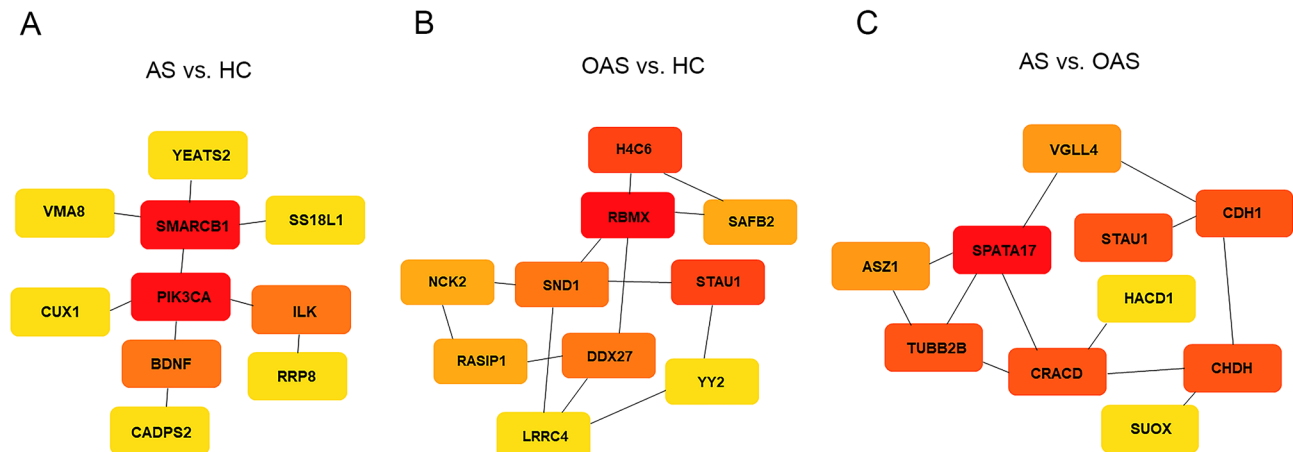 A
AS vs. HC
YEATS2
VMA8
SMARCB1
SS18L1
PIK3CA
CUX1
ILK
BDNF
RRP8
CADPS2
B
OAS vs. HC
H4C6
RBMX
SAFB2
NCK2
SND1
STAU1
RASIP1
DDX27
YY2
LRRC4
C
AS vs. OAS
VGLL4
CDH1
STAU1
SPATA17
ASZ1
HACD1
TUBB2B
CRACD
CHDH
SUOX